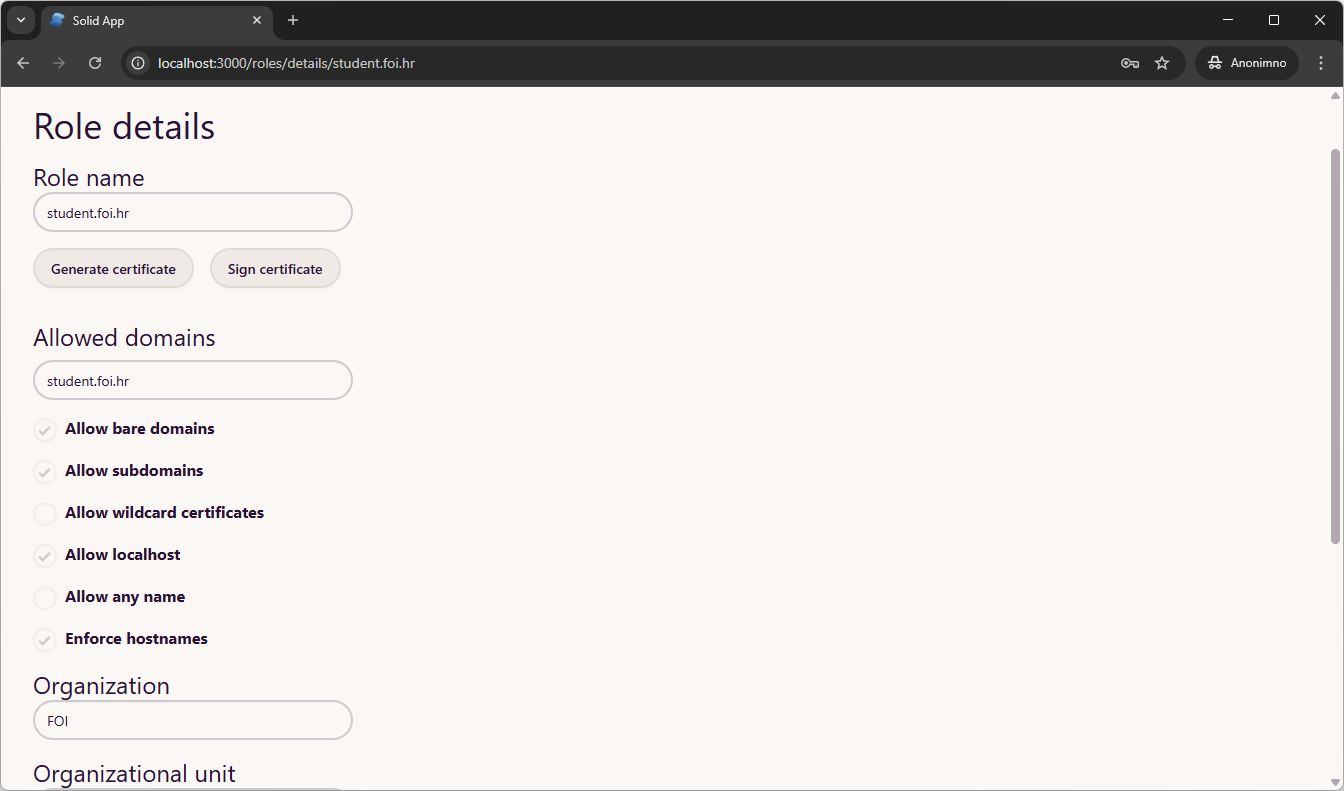 Solid App
localhost:3000/roles/details/student.foi.hr
Anonimno
Role details
Role name
student.foi.hr
Generate certificate
Sign certificate
Allowed domains
student.foi.hr
Allow bare domains
Allow subdomains
Allow wildcard certificates
Allow localhost
Allow any name
Enforce hostnames
Organization
FOI
Organizational unit